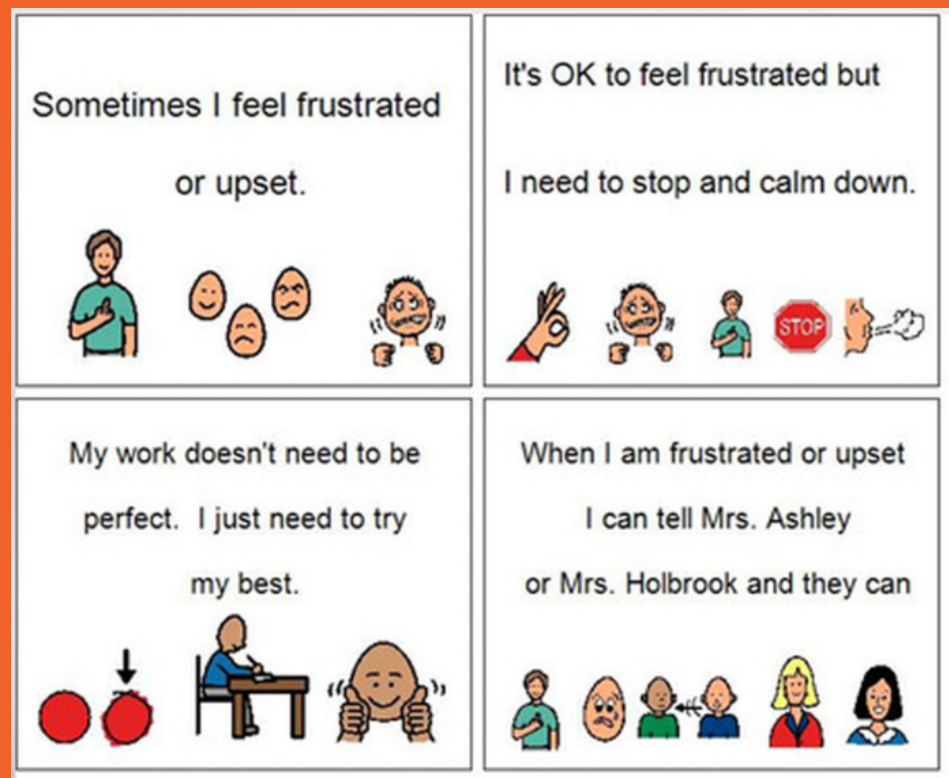 Sometimes I feel frustrated
or upset.
It's OK to feel frustrated but
I need to stop and calm down.
STOP
My work doesn't need to be
perfect.  I just need to try
my best.
When I am frustrated or upset
I can tell Mrs. Ashley
or Mrs. Holbrook and they can